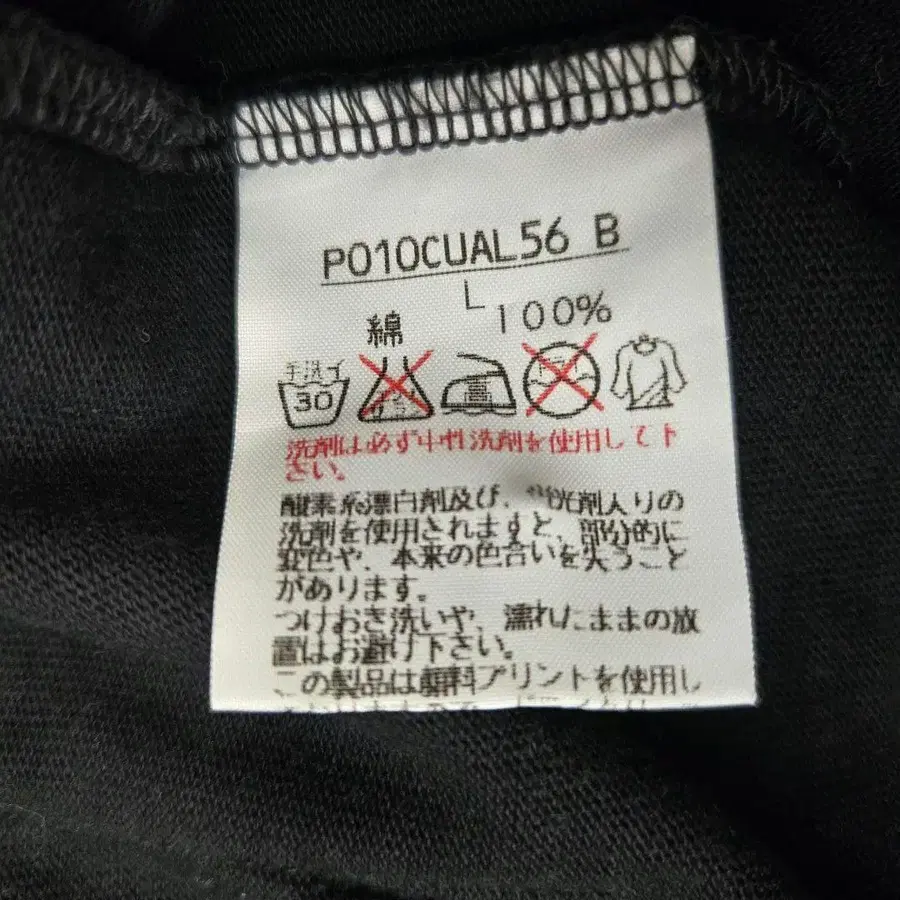 P010CUAL56 B
L
綿 100%
手洗イ
30
洗剤は必ず中性洗剤を使用して下
さい。
酸素系漂白剤及び、蛍光剤入りの
洗剤を使用されますと、部分的に
変色や、本来の色合いを失うこと
があります。
つけおき洗いや、濡れたままの放
置はお避け下さい。
この製品は顔料プリントを使用し